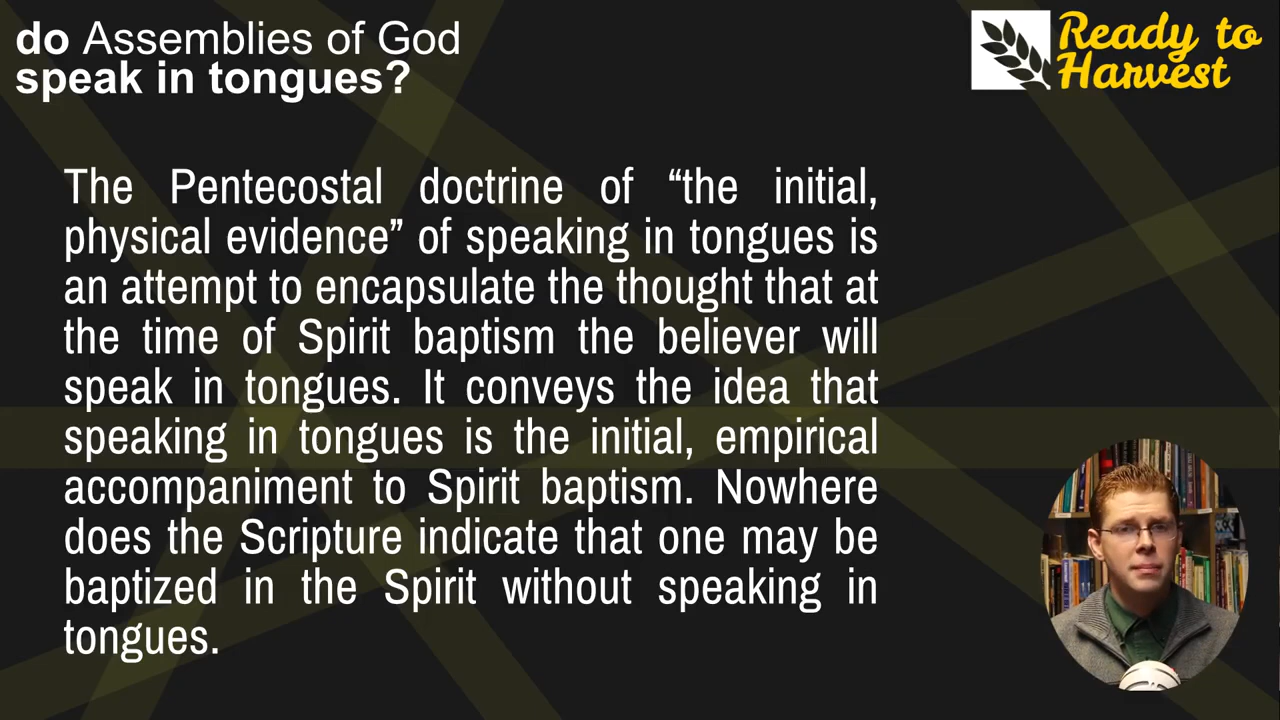 do Assemblies of God
speak in tongues?
Ready to
Harvest
The Pentecostal doctrine of “the initial,
physical evidence” of speaking in tongues is
an attempt to encapsulate the thought that at
the time of Spirit baptism the believer will
speak in tongues. It conveys the idea that
speaking in tongues is the initial, empirical
accompaniment to Spirit baptism. Nowhere
does the Scripture indicate that one may be
baptized in the Spirit without speaking in
tongues.